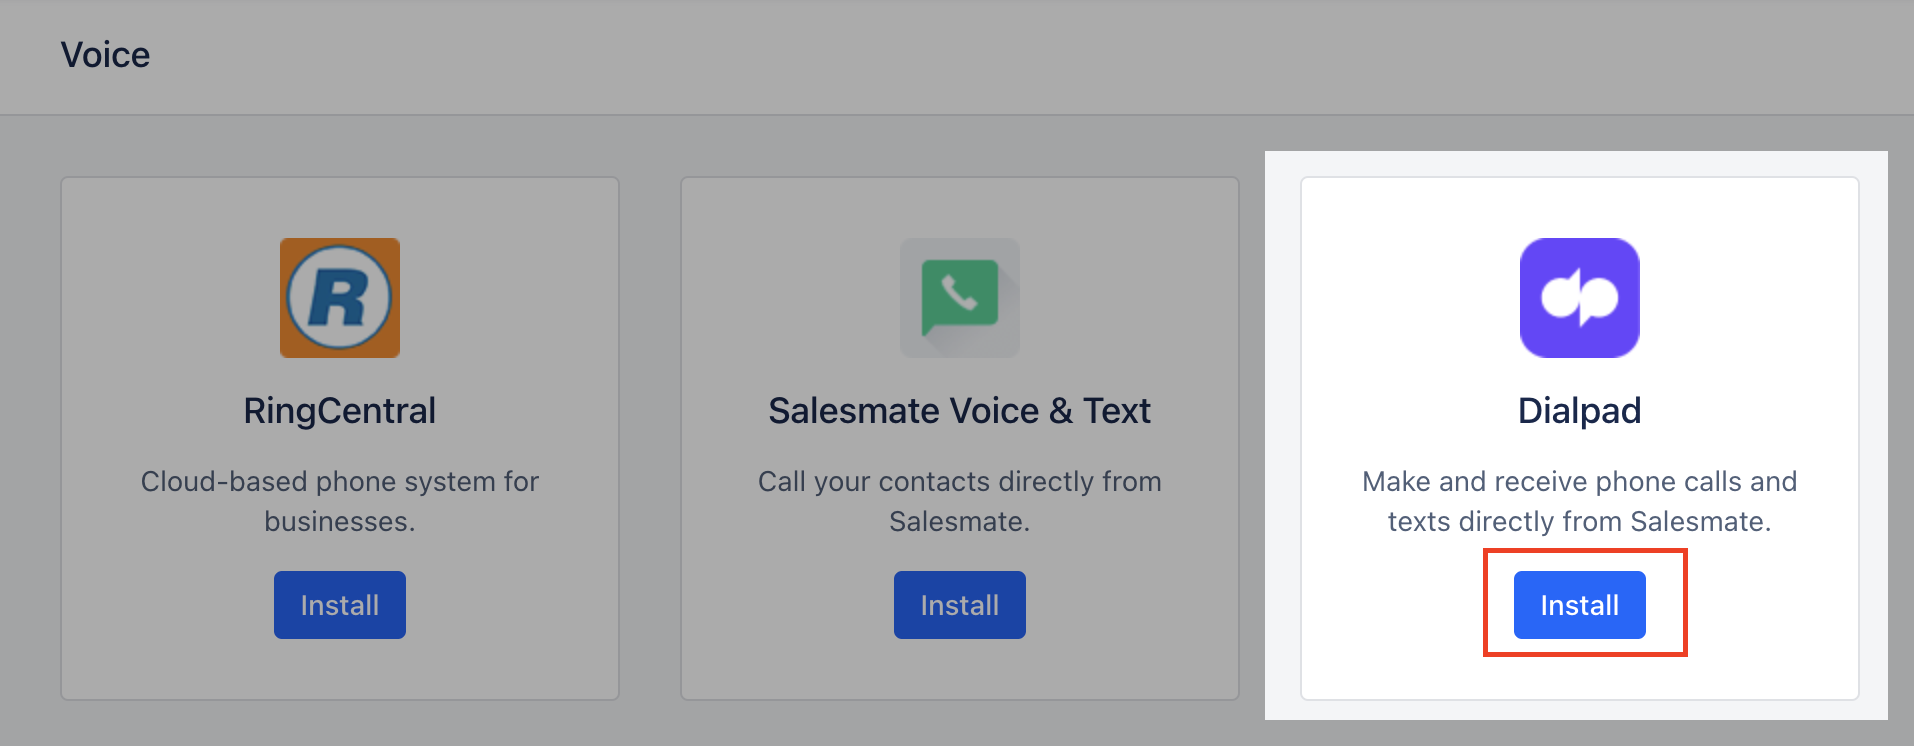 Voice
R
RingCentral
Cloud-based phone system for
businesses.
Install
Salesmate Voice & Text
Call your contacts directly from
Salesmate.
Install
dp
Dialpad
Make and receive phone calls and
texts directly from Salesmate.
Install